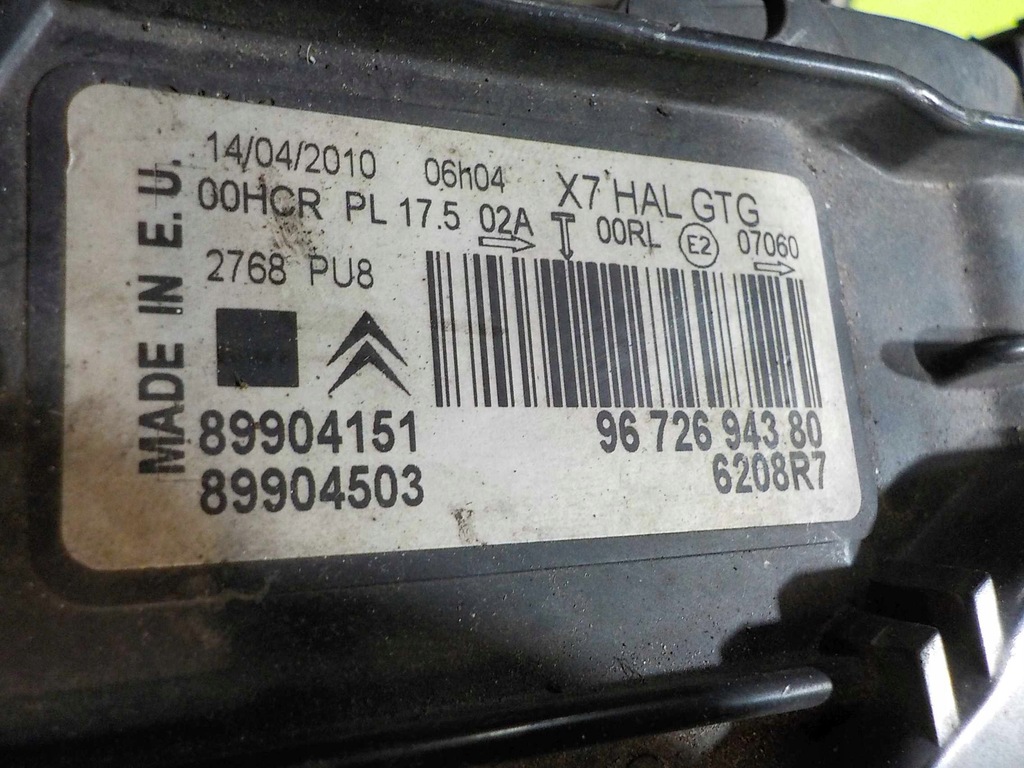 MADE IN E.U.
14/04/2010 06h04 X7 HAL GTG
00HCR PL 17.5 02A 00RL E2 07060
2768 PU8
89904151 96 726 943 80
89904503 6208R7